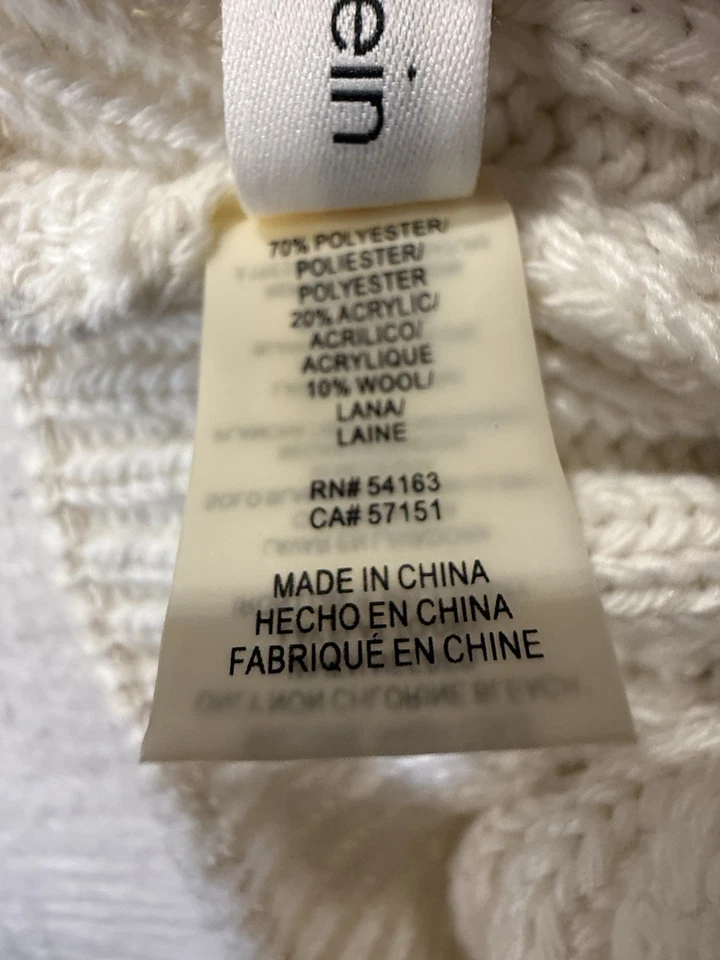 ein
70% POLYESTER/
POLIESTER/
POLYESTER
20% ACRYLIC/
ACRILICO/
ACRYLIQUE
10% WOOL/
LANA/
LAINE
RN# 54163
CA# 57151
MADE IN CHINA
HECHO EN CHINA
FABRIQUÉ EN CHINE